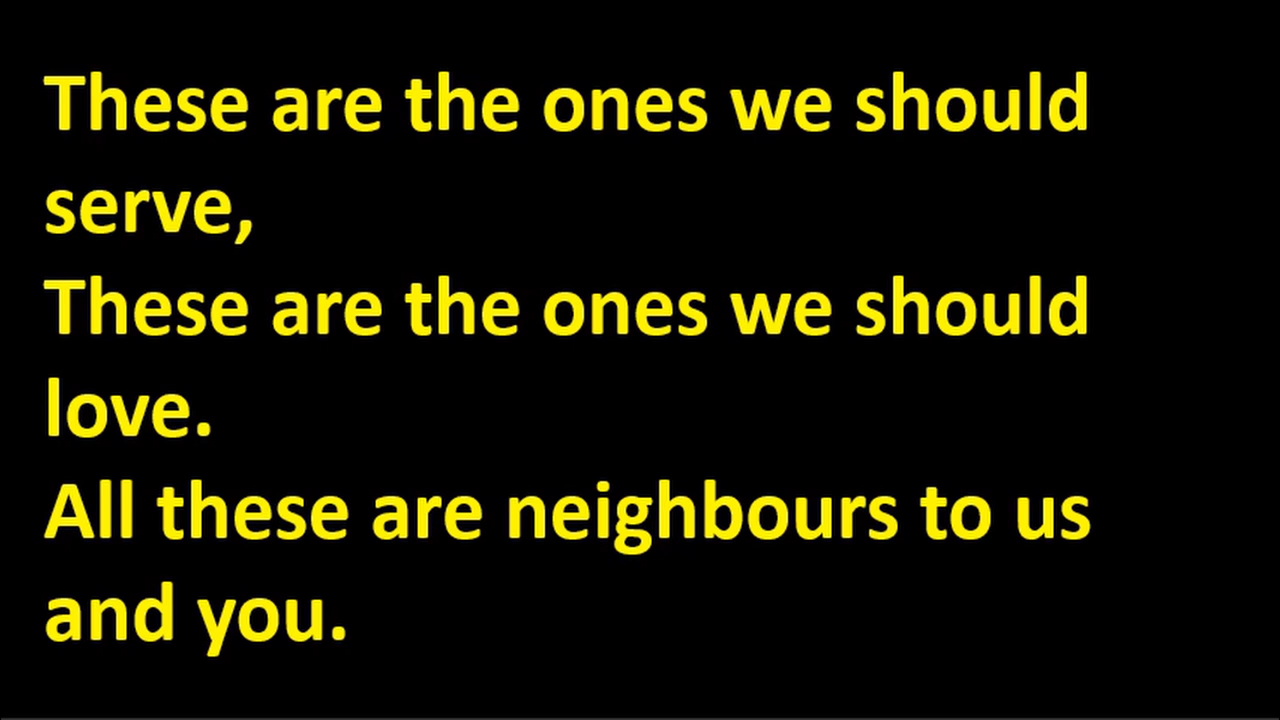 These are the ones we should
serve,
These are the ones we should
love.
All these are neighbours to us
and you.